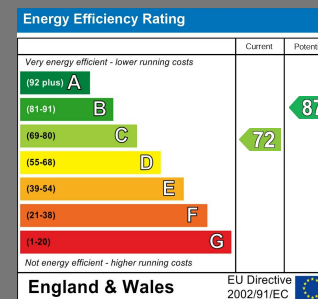 Energy Efficiency Rating
Current Potent
Very energy efficient - lower running costs
(92 plus) A
(81-91) B
87
(69-80) C
72
(55-68) D
(39-54) E
(21-38) F
(1-20) G
Not energy efficient - higher running costs
England & Wales
EU Directive
2002/91/EC